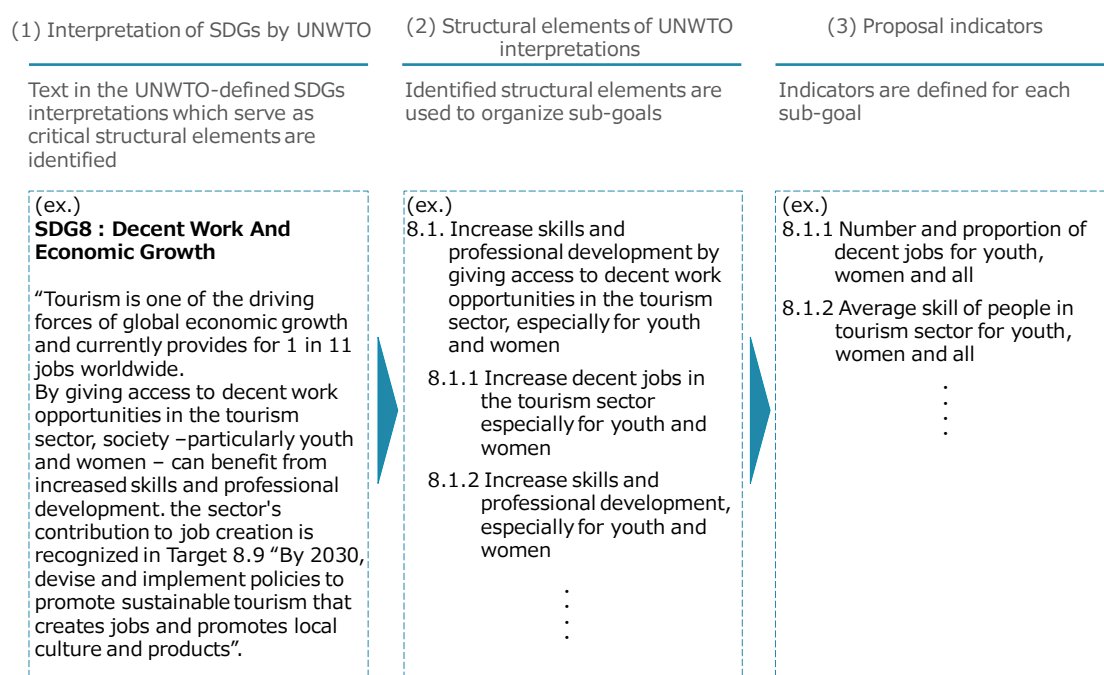 (1) Interpretation of SDGs by UNWTO
Text in the UNWTO-defined SDGs
interpretations which serve as
critical structural elements are
identified
(ex.)
SDG8 : Decent Work And
Economic Growth
“Tourism is one of the driving
forces of global economic growth
and currently provides for 1 in 11
jobs worldwide.
By giving access to decent work
opportunities in the tourism
sector, society –particularly youth
and women – can benefit from
increased skills and professional
development. the sector's
contribution to job creation is
recognized in Target 8.9 “By 2030,
devise and implement policies to
promote sustainable tourism that
creates jobs and promotes local
culture and products”.
(2) Structural elements of UNWTO
interpretations
Identified structural elements are
used to organize sub-goals
(ex.)
8.1. Increase skills and
professional development by
giving access to decent work
opportunities in the tourism
sector, especially for youth
and women
8.1.1 Increase decent jobs in
the tourism sector
especially for youth and
women
8.1.2 Increase skills and
professional development,
especially for youth and
women
(3) Proposal indicators
Indicators are defined for each
sub-goal
(ex.)
8.1.1 Number and proportion of
decent jobs for youth,
women and all
8.1.2 Average skill of people in
tourism sector for youth,
women and all